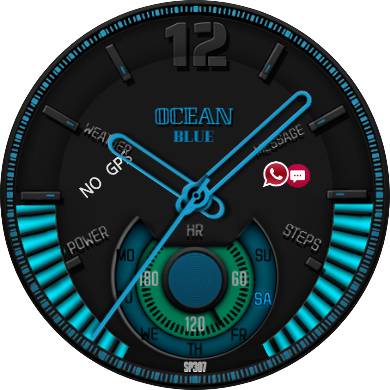 12
OCEAN
BLUE
WEATHER
MESSAGE
NO GPS
POWER
HR
STEPS
MO
SU
180
60
SA
120
WE
FR
TH
SP387